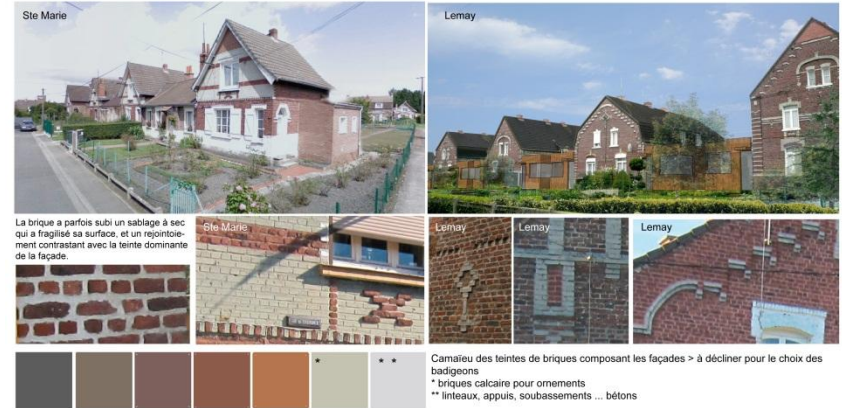 Ste Marie
Lemay
La brique a parfois subi un sablage à sec
qui a fragilisé sa surface, et un rejointoie-
ment contrastant avec la teinte dominante
de la façade.
Ste Marie
Lemay
Lemay
Lemay
*
* *
Camaïeu des teintes de briques composant les façades > à décliner pour le choix des
badigeons
* briques calcaire pour ornements
** linteaux, appuis, soubassements ... bétons